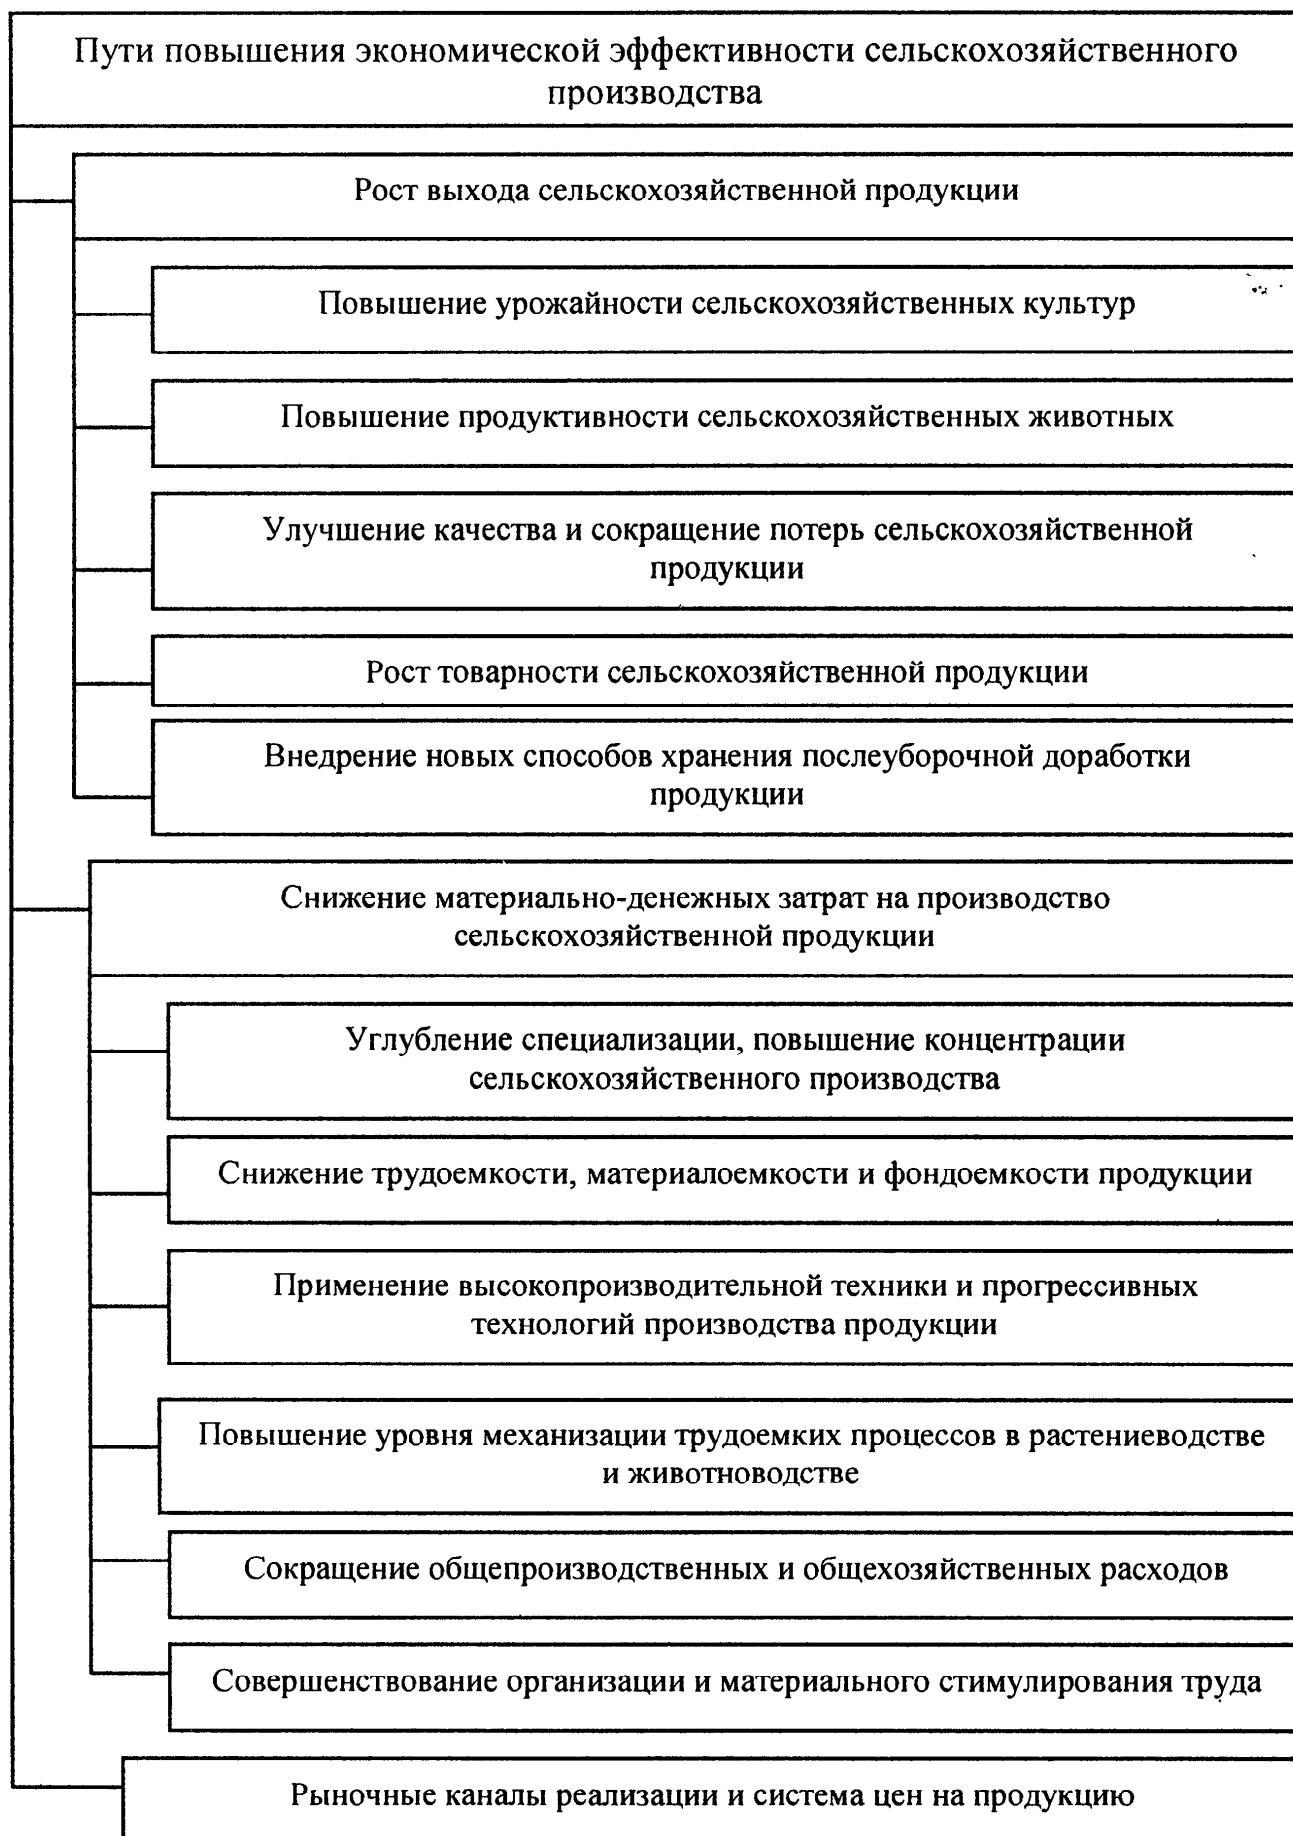 Пути повышения экономической эффективности сельскохозяйственного
производства
Рост выхода сельскохозяйственной продукции
Повышение урожайности сельскохозяйственных культур
Повышение продуктивности сельскохозяйственных животных
Улучшение качества и сокращение потерь сельскохозяйственной
продукции
Рост товарности сельскохозяйственной продукции
Внедрение новых способов хранения послеуборочной доработки
продукции
Снижение материально-денежных затрат на производство
сельскохозяйственной продукции
Углубление специализации, повышение концентрации
сельскохозяйственного производства
Снижение трудоемкости, материалоемкости и фондоемкости продукции
Применение высокопроизводительной техники и прогрессивных
технологий производства продукции
Повышение уровня механизации трудоемких процессов в растениеводстве
и животноводстве
Сокращение общепроизводственных и общехозяйственных расходов
Совершенствование организации и материального стимулирования труда
Рыночные каналы реализации и система цен на продукцию